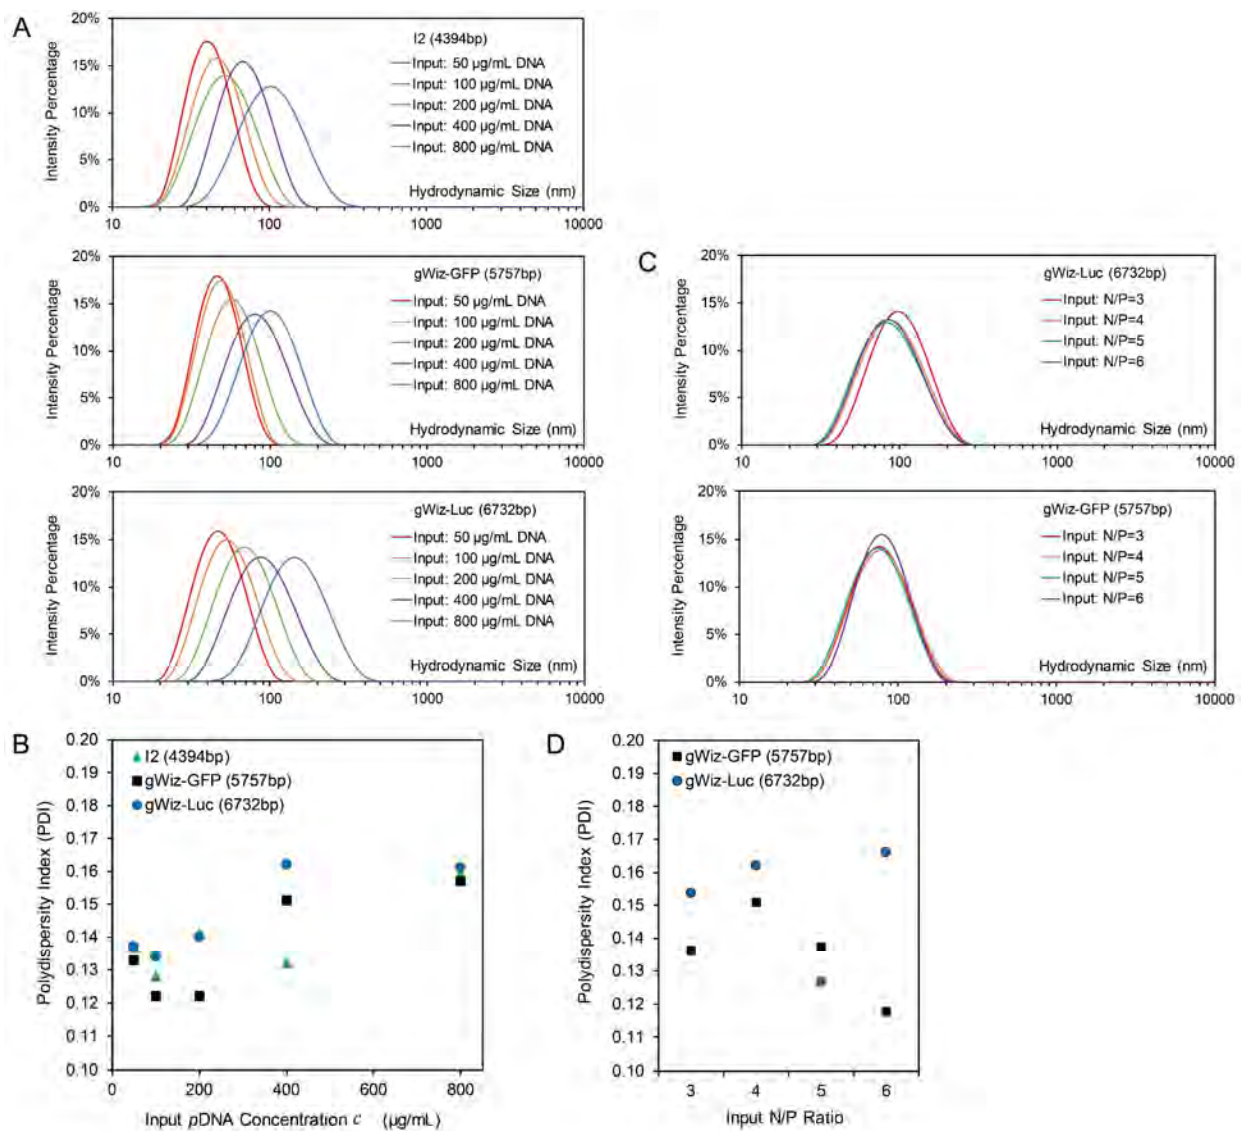 A
20%
15%
10%
5%
0%
Intensity Percentage
I2 (4394bp)
Input: 50 µg/mL DNA
Input: 100 µg/mL DNA
Input: 200 µg/mL DNA
Input: 400 µg/mL DNA
Input: 800 µg/mL DNA
Hydrodynamic Size (nm)
10 100 1000 10000
20%
15%
10%
5%
0%
Intensity Percentage
gWiz-GFP (5757bp)
Input: 50 µg/mL DNA
Input: 100 µg/mL DNA
Input: 200 µg/mL DNA
Input: 400 µg/mL DNA
Input: 800 µg/mL DNA
Hydrodynamic Size (nm)
10 100 1000 10000
20%
15%
10%
5%
0%
Intensity Percentage
gWiz-Luc (6732bp)
Input: 50 µg/mL DNA
Input: 100 µg/mL DNA
Input: 200 µg/mL DNA
Input: 400 µg/mL DNA
Input: 800 µg/mL DNA
Hydrodynamic Size (nm)
10 100 1000 10000
C
20%
15%
10%
5%
0%
Intensity Percentage
gWiz-Luc (6732bp)
Input: N/P=3
Input: N/P=4
Input: N/P=5
Input: N/P=6
Hydrodynamic Size (nm)
10 100 1000 10000
20%
15%
10%
5%
0%
Intensity Percentage
gWiz-GFP (5757bp)
Input: N/P=3
Input: N/P=4
Input: N/P=5
Input: N/P=6
Hydrodynamic Size (nm)
10 100 1000 10000
B
0.20
0.19
0.18
0.17
0.16
0.15
0.14
0.13
0.12
0.11
0.10
Polydispersity Index (PDI)
I2 (4394bp)
gWiz-GFP (5757bp)
gWiz-Luc (6732bp)
0 200 400 600 800
Input pDNA Concentration c (µg/mL)
D
0.20
0.19
0.18
0.17
0.16
0.15
0.14
0.13
0.12
0.11
0.10
Polydispersity Index (PDI)
gWiz-GFP (5757bp)
gWiz-Luc (6732bp)
3 4 5 6
Input N/P Ratio